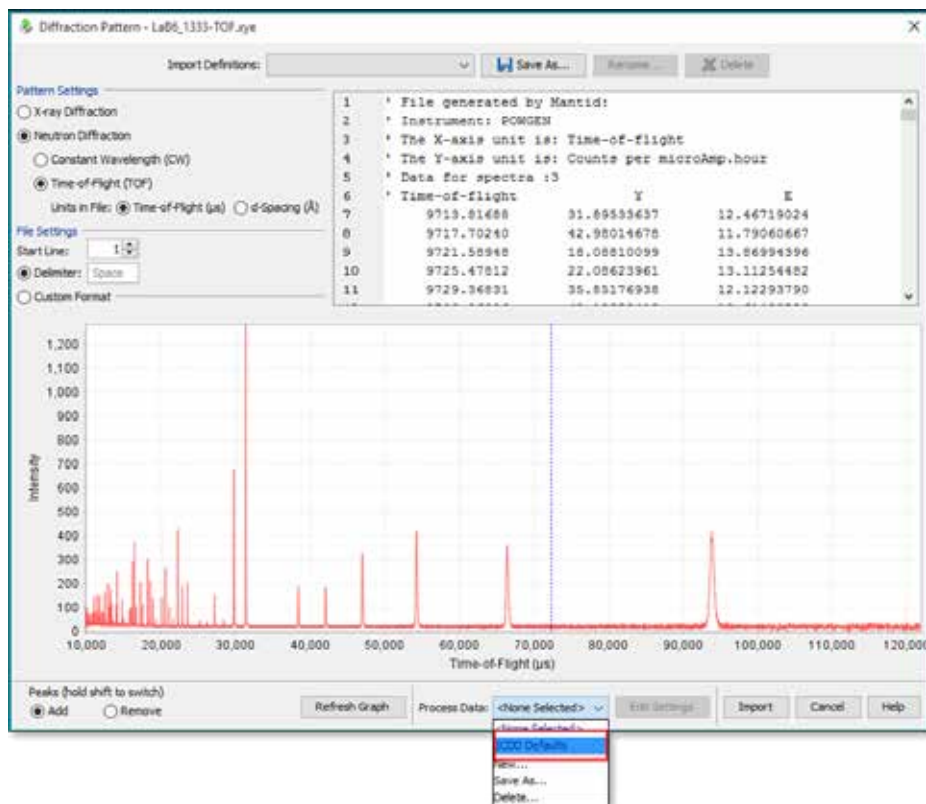 Diffraction Pattern - LaB6_1333-TOF.xye
Import Definitions: Save As... Rename ... Delete
Pattern Settings
X-ray Diffraction
Neutron Diffraction
Constant Wavelength (CW)
Time-of-Flight (TOF)
Units in File: Time-of-Flight (µs) d-Spacing (Å)
File Settings
Start Line: 1
Delimiter: Space
Custom Format
1 ' File generated by Mantid:
2 ' Instrument: POWGEN
3 ' The X-axis unit is: Time-of-flight
4 ' The Y-axis unit is: Counts per microAmp.hour
5 ' Data for spectra :3
6 ' Time-of-flight Y E
7 9713.81688 31.89533637 12.46719024
8 9717.70240 42.98014678 11.79060667
9 9721.58948 18.08810099 13.86994396
10 9725.47812 22.08623961 13.11254482
11 9729.36831 35.85176938 12.12293790
Intensity
1,200
1,100
1,000
900
800
700
600
500
400
300
200
100
0
10,000 20,000 30,000 40,000 50,000 60,000 70,000 80,000 90,000 100,000 110,000 120,00
Time-of-Flight (µs)
Peaks (hold shift to switch)
Add Remove
Refresh Graph Process Data: <None Selected> Edit Settings Import Cancel Help
<None Selected>
ICDD Defaults
New...
Save As...
Delete...